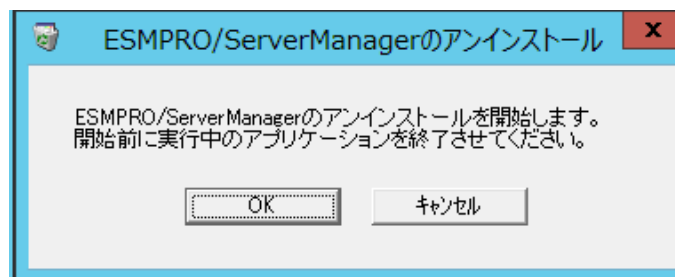 ESMPRO/ServerManagerのアンインストール
x
ESMPRO/ServerManagerのアンインストールを開始します。
開始前に実行中のアプリケーションを終了させてください。
OK
キャンセル